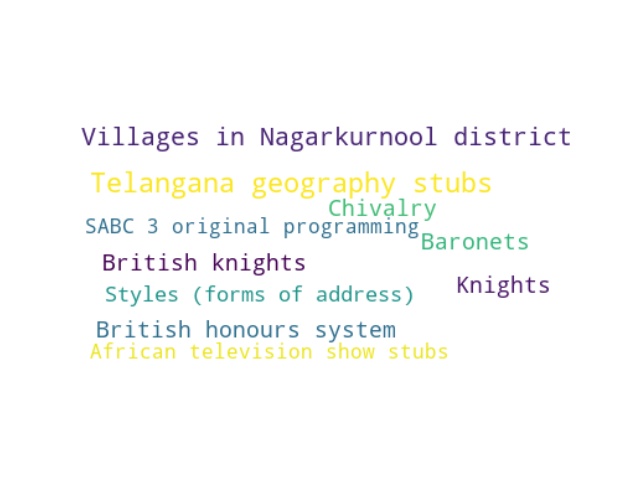 Villages in Nagarkurnool district
Telangana geography stubs
Chivalry
SABC 3 original programming
Baronets
British knights
Knights
Styles (forms of address)
British honours system
African television show stubs